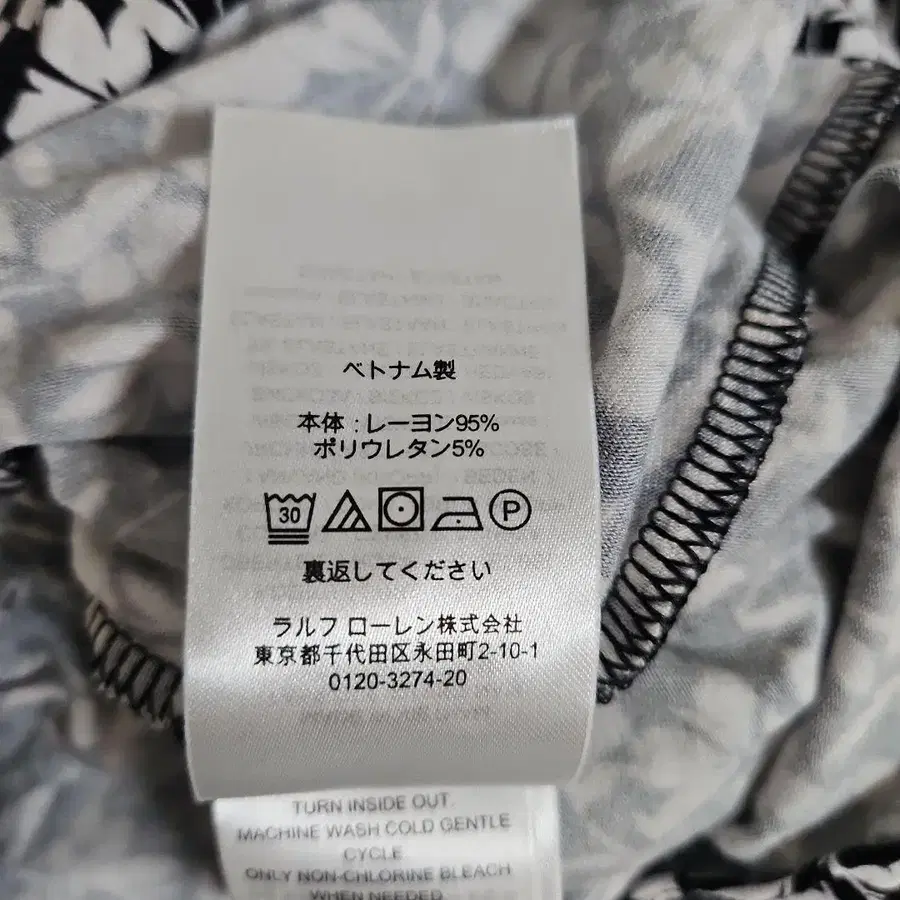 ベトナム製
本体 : レーヨン95%
ポリウレタン5%
30 P
裏返してください
ラルフ ローレン株式会社
東京都千代田区永田町2-10-1
0120-3274-20
TURN INSIDE OUT.
MACHINE WASH COLD GENTLE
CYCLE
ONLY NON-CHLORINE BLEACH
WHEN NEEDED